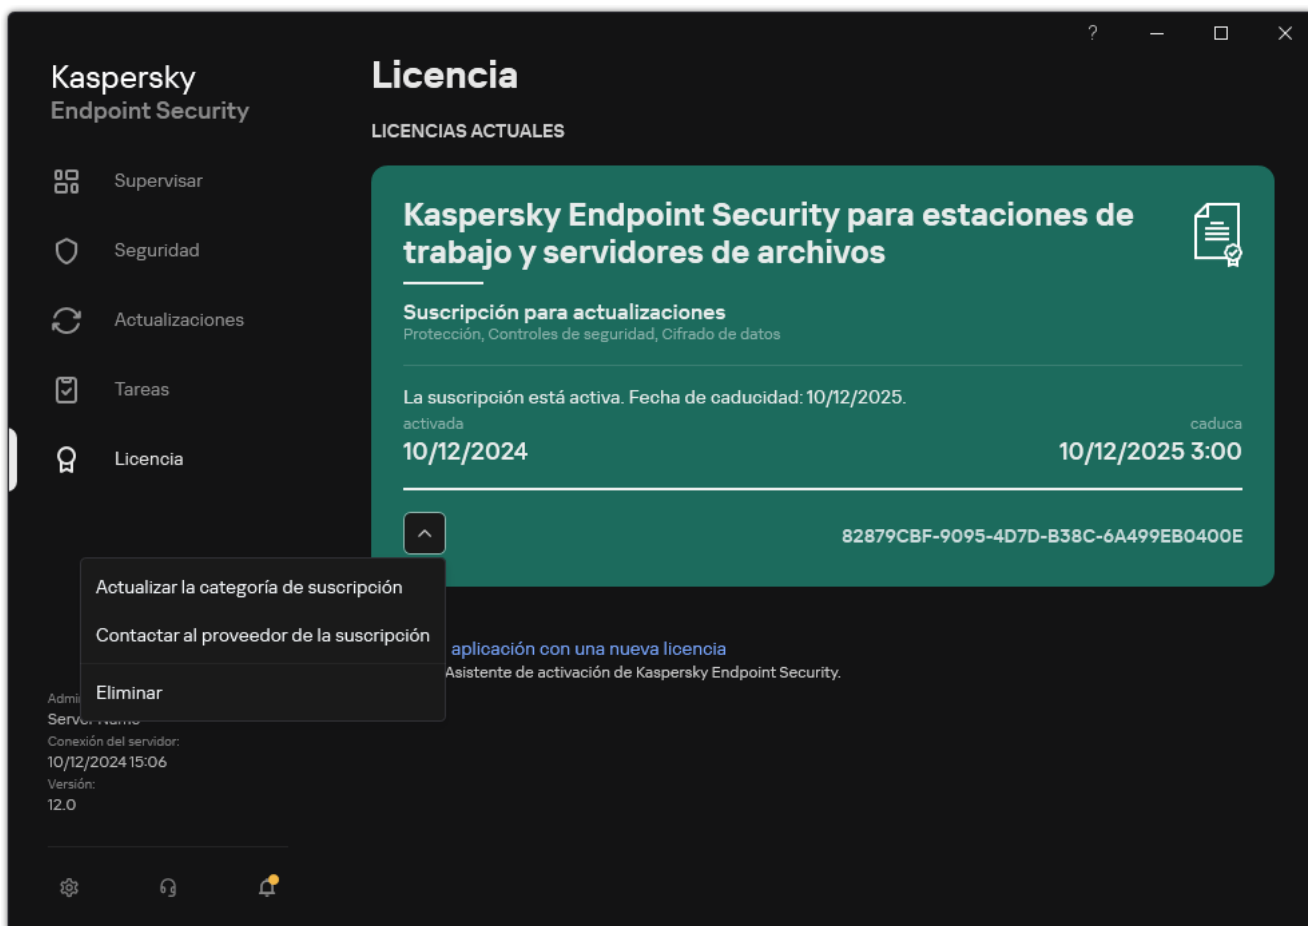 Kaspersky
Endpoint Security
Supervisar
Seguridad
Actualizaciones
Tareas
Licencia
?
Licencia
LICENCIAS ACTUALES
Kaspersky Endpoint Security para estaciones de
trabajo y servidores de archivos
Suscripción para actualizaciones
Protección, Controles de seguridad, Cifrado de datos
La suscripción está activa. Fecha de caducidad: 10/12/2025.
activada
caduca
10/12/2024
10/12/2025 3:00
82879CBF-9095-4D7D-B38C-6A499EB0400E
Actualizar la categoría de suscripción
Contactar al proveedor de la suscripción
Eliminar
aplicación con una nueva licencia
Asistente de activación de Kaspersky Endpoint Security.
Conexión del servidor:
10/12/2024 15:06
Versión:
12.0